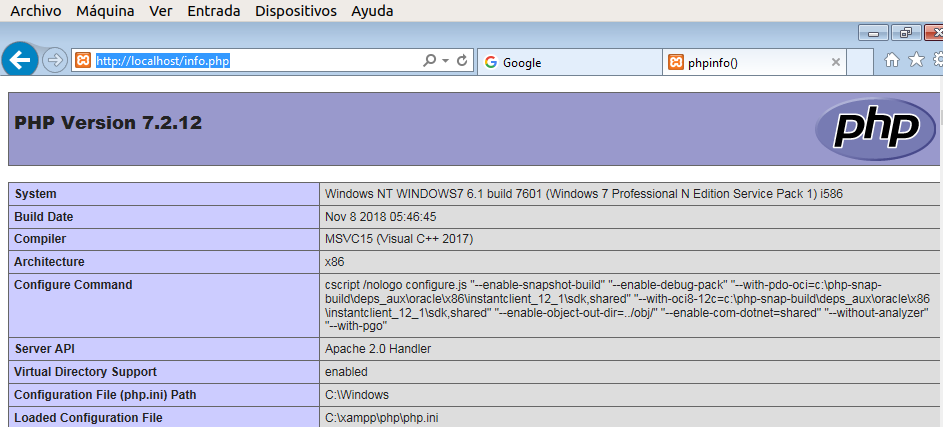 Archivo Máquina Ver Entrada Dispositivos Ayuda
http://localhost/info.php
Google
phpinfo()
PHP Version 7.2.12
php
System Windows NT WINDOWS7 6.1 build 7601 (Windows 7 Professional N Edition Service Pack 1) i586
Build Date Nov 8 2018 05:46:45
Compiler MSVC15 (Visual C++ 2017)
Architecture x86
Configure Command cscript /nologo configure.js "--enable-snapshot-build" "--enable-debug-pack" "--with-pdo-oci=c:\php-snap-
build\deps_aux\oracle\x86\instantclient_12_1\sdk,shared" "--with-oci8-12c=c:\php-snap-build\deps_aux\oracle\x86
\instantclient_12_1\sdk,shared" "--enable-object-out-dir=../obj/" "--enable-com-dotnet=shared" "--without-analyzer"
"--with-pgo"
Server API Apache 2.0 Handler
Virtual Directory Support enabled
Configuration File (php.ini) Path C:\Windows
Loaded Configuration File C:\xampp\php\php.ini